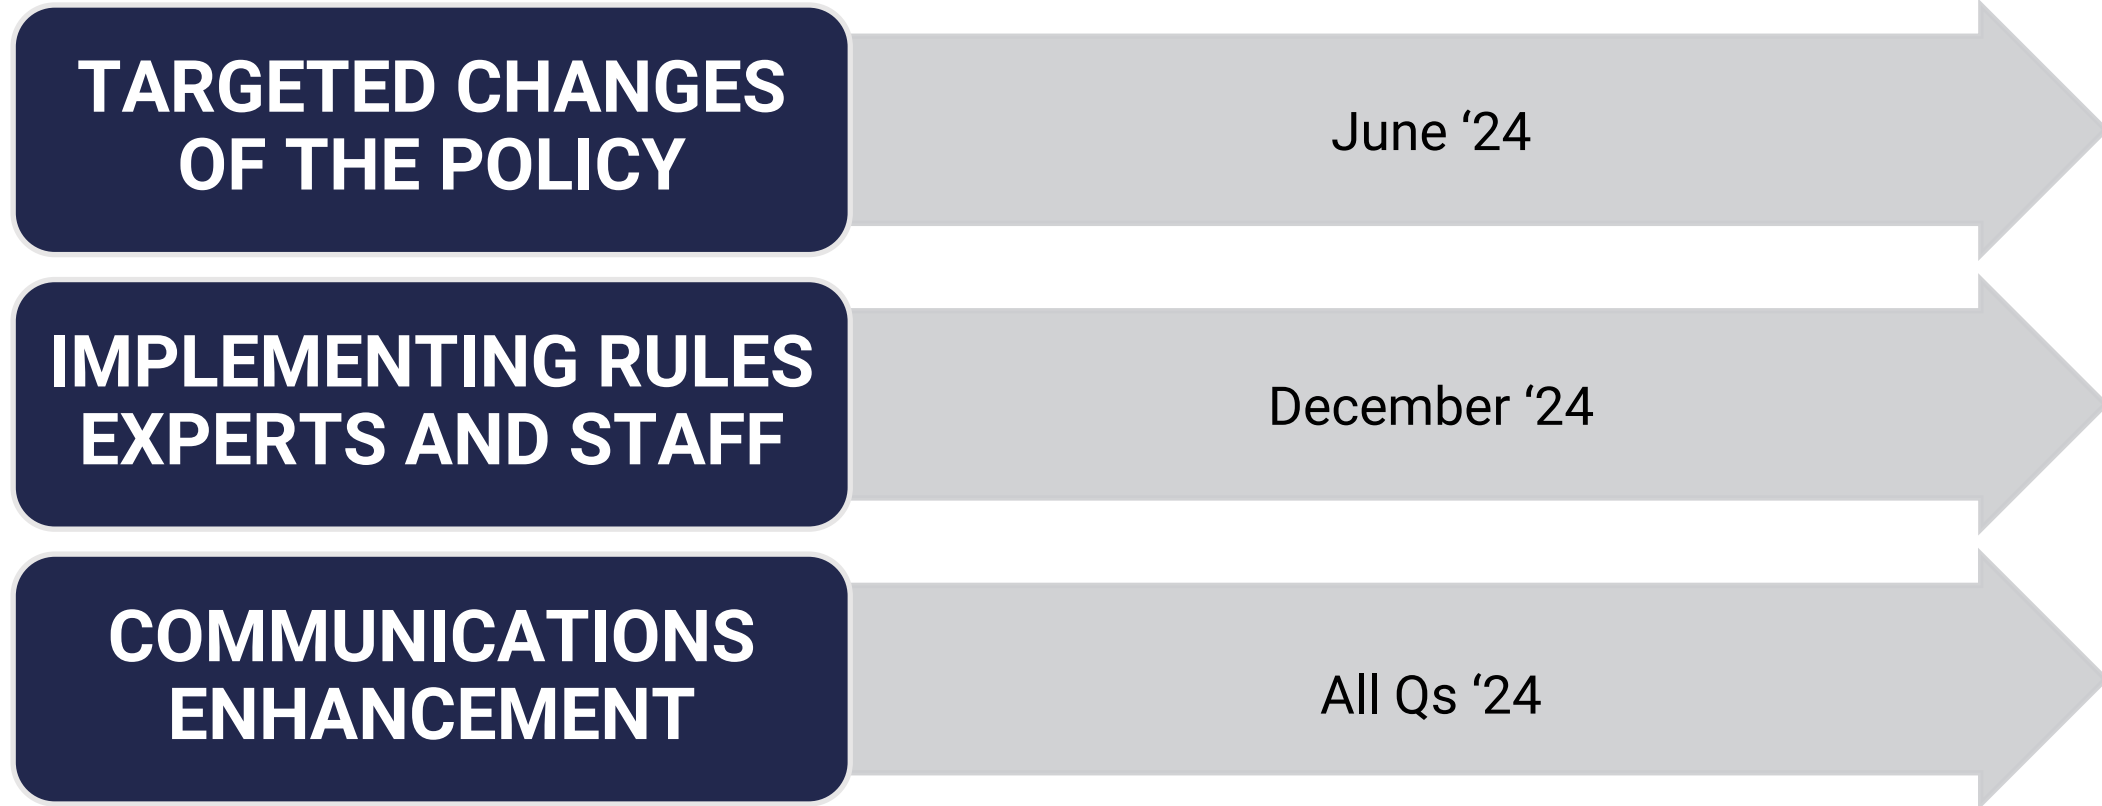 TARGETED CHANGES
OF THE POLICY
June ‘24
IMPLEMENTING RULES
EXPERTS AND STAFF
December ‘24
COMMUNICATIONS
ENHANCEMENT
All Qs ‘24